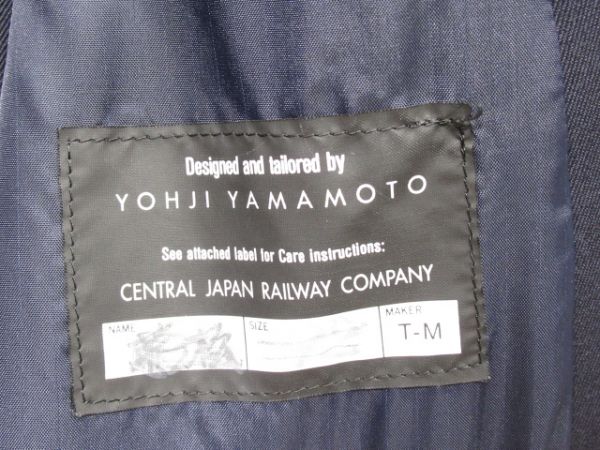 Designed and tailored by
YOHJI YAMAMOTO
See attached label for Care instructions:
CENTRAL JAPAN RAILWAY COMPANY
NAME SIZE MAKER
T-M